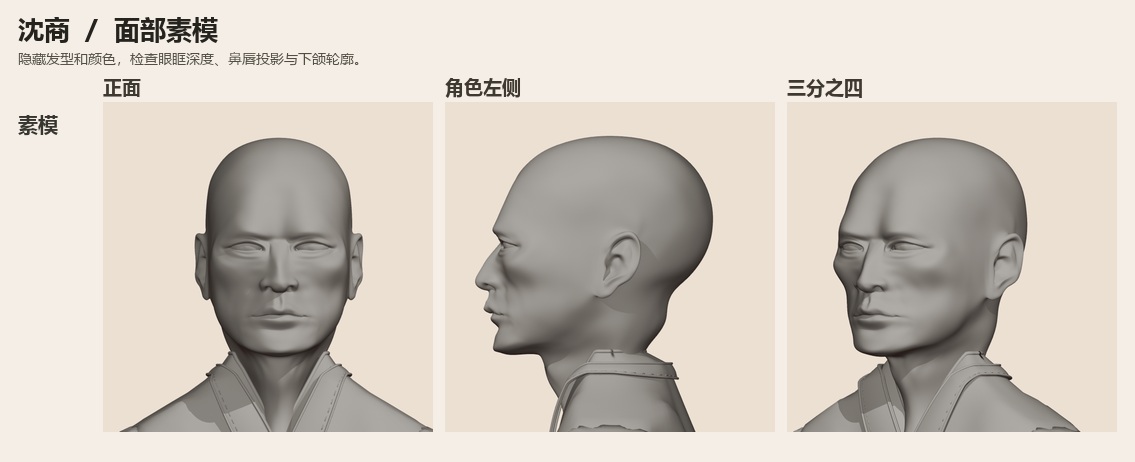 沈商 / 面部素模
隐藏发型和颜色，检查眼眶深度、鼻唇投影与下颌轮廓。
正面
角色左侧
三分之四
素模